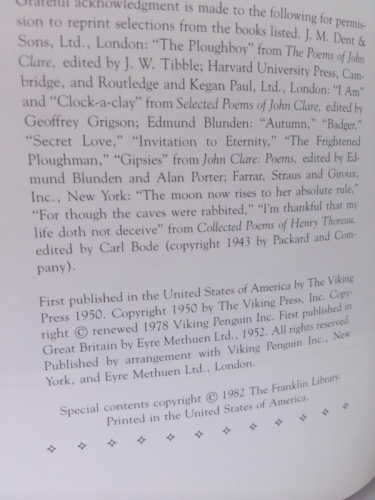 Grateful acknowledgment is made to the following for permis-
sion to reprint selections from the books listed. J. M. Dent &
Sons, Ltd., London: "The Ploughboy" from The Poems of John
Clare, edited by J. W. Tibble; Harvard University Press, Cam-
bridge, and Routledge and Kegan Paul, Ltd., London: "I Am"
and "Clock-a-clay" from Selected Poems of John Clare, edited by
Geoffrey Grigson; Edmund Blunden: "Autumn," "Badger,"
"Secret Love," "Invitation to Eternity," "The Frightened
Ploughman," "Gipsies" from John Clare: Poems, edited by Ed-
mund Blunden and Alan Porter; Farrar, Straus and Giroux,
Inc., New York: "The moon now rises to her absolute rule,"
"For though the caves were rabbited," "I'm thankful that my
life doth not deceive" from Collected Poems of Henry Thoreau,
edited by Carl Bode (copyright 1943 by Packard and Com-
pany).
First published in the United States of America by The Viking
Press 1950. Copyright 1950 by The Viking Press, Inc. Copy-
right © renewed 1978 Viking Penguin Inc. First published in
Great Britain by Eyre Methuen Ltd., 1952. All rights reserved.
Published by arrangement with Viking Penguin Inc., New
York, and Eyre Methuen Ltd., London.
Special contents copyright © 1982 The Franklin Library.
Printed in the United States of America.